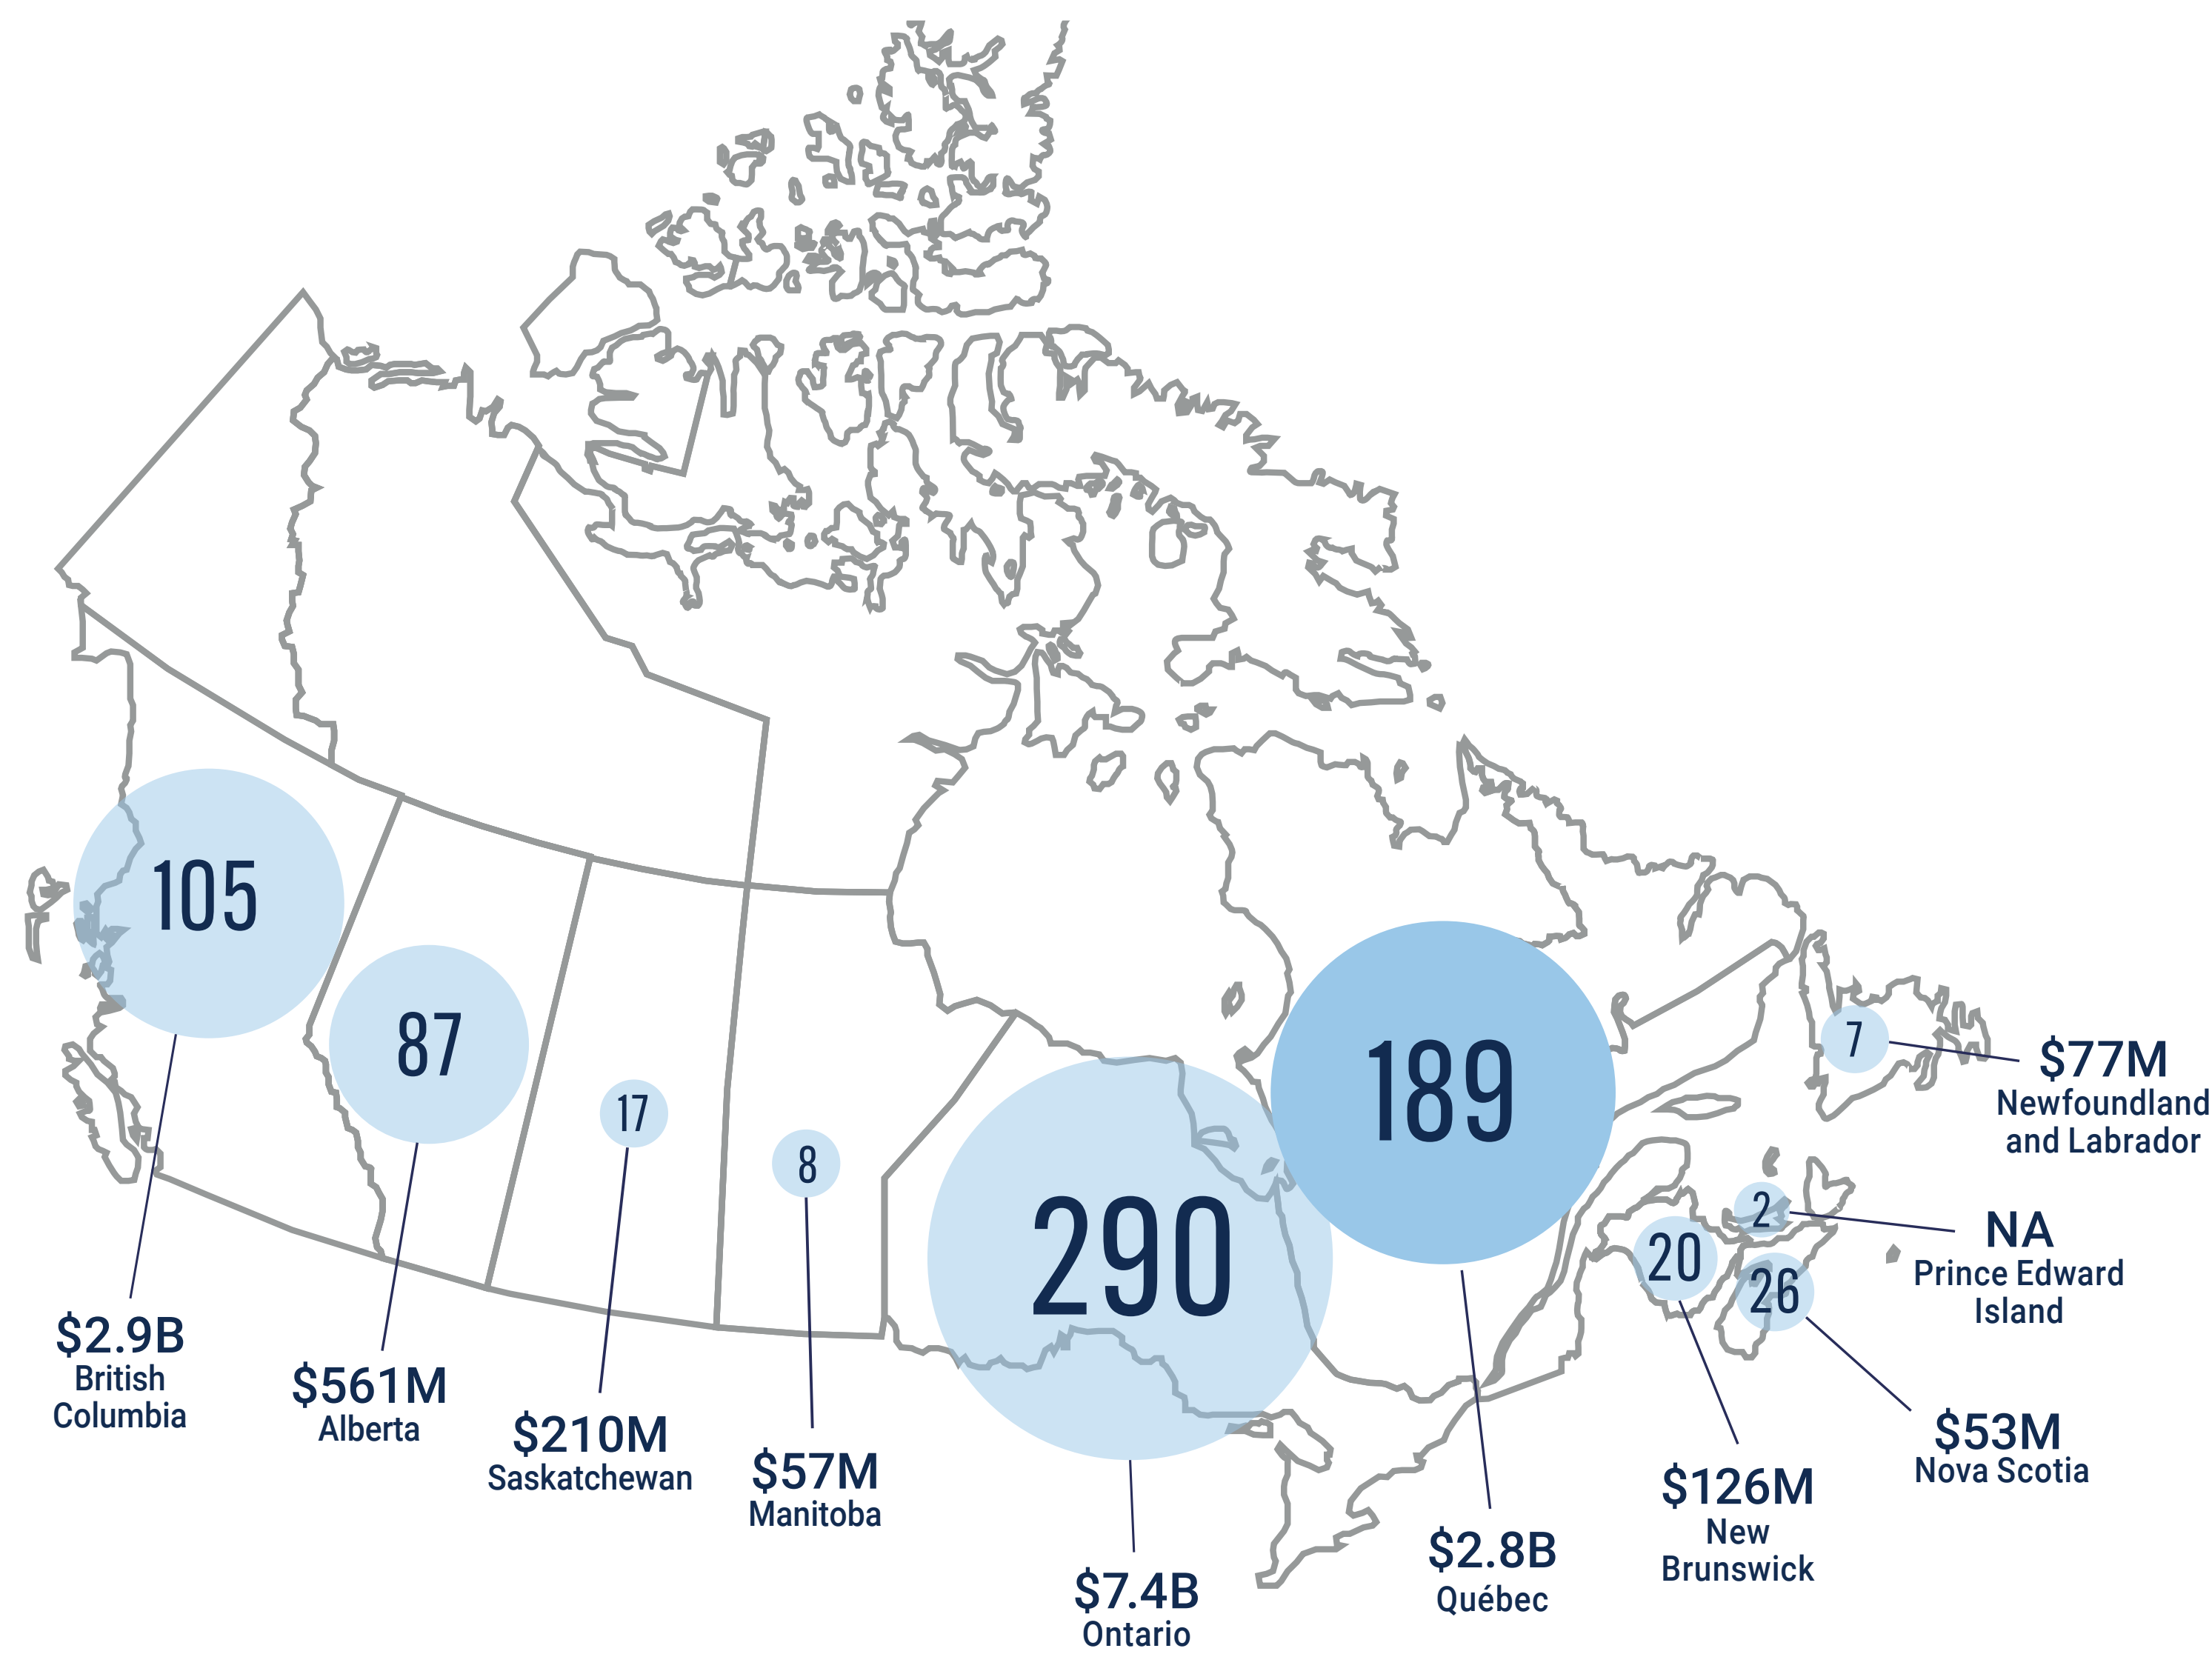 105
87
17
8
290
189
7
2
20
26
$2.9B
British
Columbia
$561M
Alberta
$210M
Saskatchewan
$57M
Manitoba
$7.4B
Ontario
$2.8B
Québec
$126M
New
Brunswick
$53M
Nova Scotia
NA
Prince Edward
Island
$77M
Newfoundland
and Labrador